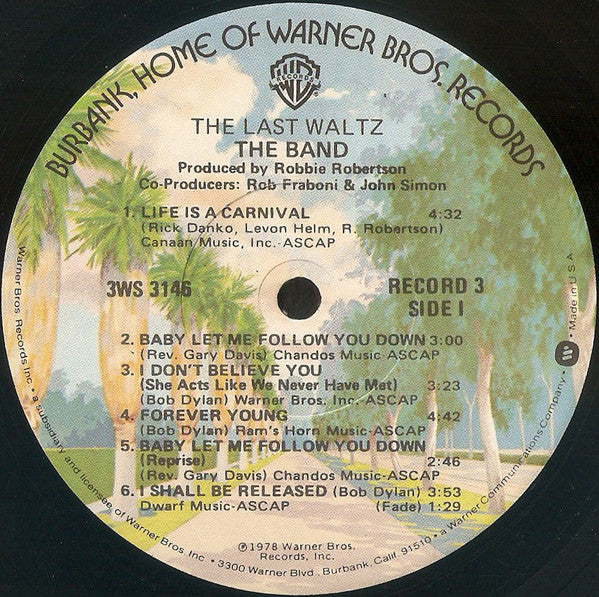 BURBANK, HOME OF WARNER BROS. RECORDS
WB
RECORDS
®
THE LAST WALTZ
THE BAND
Produced by Robbie Robertson
Co-Producers: Rob Fraboni & John Simon
1. LIFE IS A CARNIVAL 4:32
(Rick Danko, Levon Helm, R. Robertson)
Canaan Music, Inc.-ASCAP
3WS 3146
RECORD 3
SIDE I
2. BABY LET ME FOLLOW YOU DOWN 3:00
(Rev. Gary Davis) Chandos Music-ASCAP
3. I DON'T BELIEVE YOU
(She Acts Like We Never Have Met) 3:23
(Bob Dylan) Warner Bros. Inc. ASCAP
4. FOREVER YOUNG 4:42
(Bob Dylan) Ram's Horn Music-ASCAP
5. BABY LET ME FOLLOW YOU DOWN
(Reprise) 2:46
(Rev. Gary Davis) Chandos Music-ASCAP
6. I SHALL BE RELEASED (Bob Dylan) 3:53
Dwarf Music-ASCAP (Fade) 1:29
℗1978 Warner Bros.
Records, Inc.
Warner Bros. Records Inc. • a subsidiary and licensee of Warner Bros. Inc. • 3300 Warner Blvd., Burbank, Calif. 91510 • a Warner Communications Company • • Made in U.S.A.